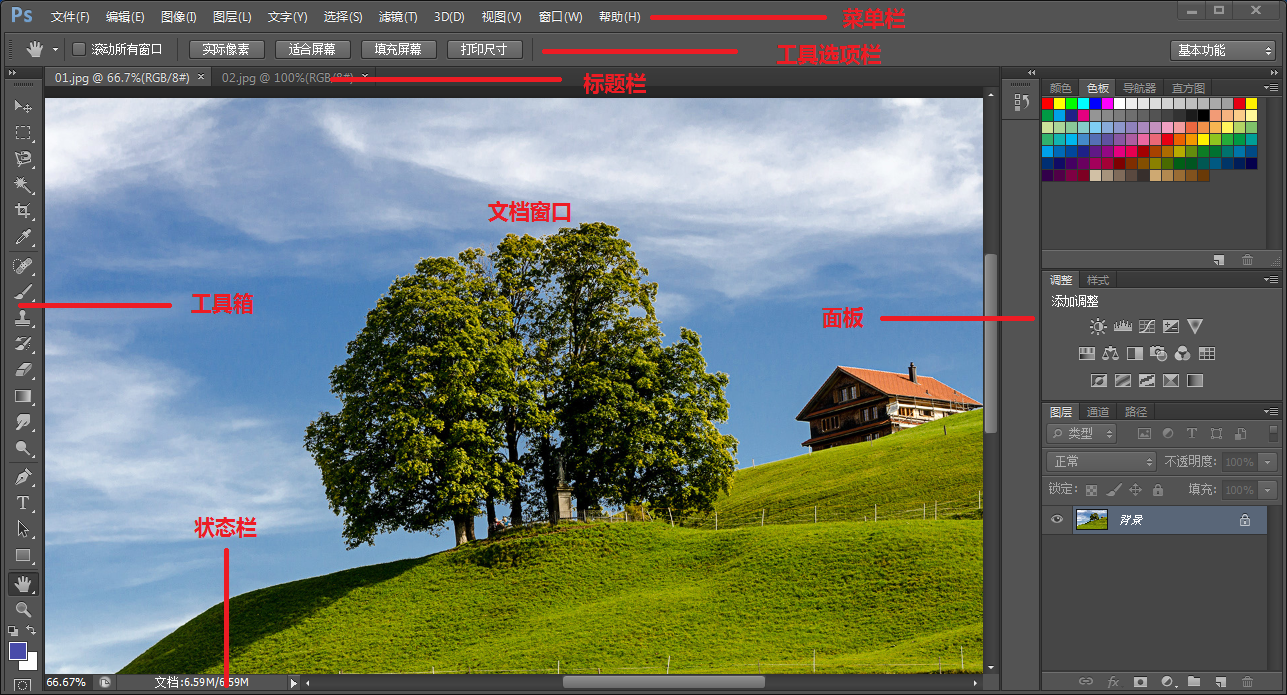 Ps 文件(F) 编辑(E) 图像(I) 图层(L) 文字(Y) 选择(S) 滤镜(T) 3D(D) 视图(V) 窗口(W) 帮助(H) 菜单栏
滚动所有窗口 实际像素 适合屏幕 填充屏幕 打印尺寸 工具选项栏 基本功能
01.jpg @ 66.7%(RGB/8#) × 02.jpg @ 100%(RGB/8#) × 标题栏
颜色 色板 导航器 直方图
文档窗口
调整 样式
添加调整
工具箱
面板
图层 通道 路径
类型
正常 不透明度: 100%
锁定: 填充: 100%
背景
状态栏
66.67% 文档:6.59M/6.59M